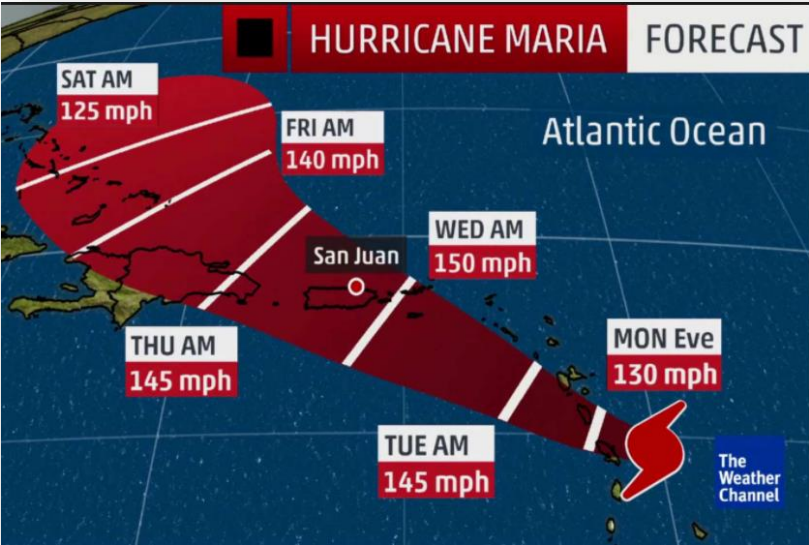 HURRICANE MARIA FORECAST
SAT AM
125 mph
FRI AM
140 mph
Atlantic Ocean
WED AM
150 mph
San Juan
THU AM
145 mph
MON Eve
130 mph
TUE AM
145 mph
The
Weather
Channel